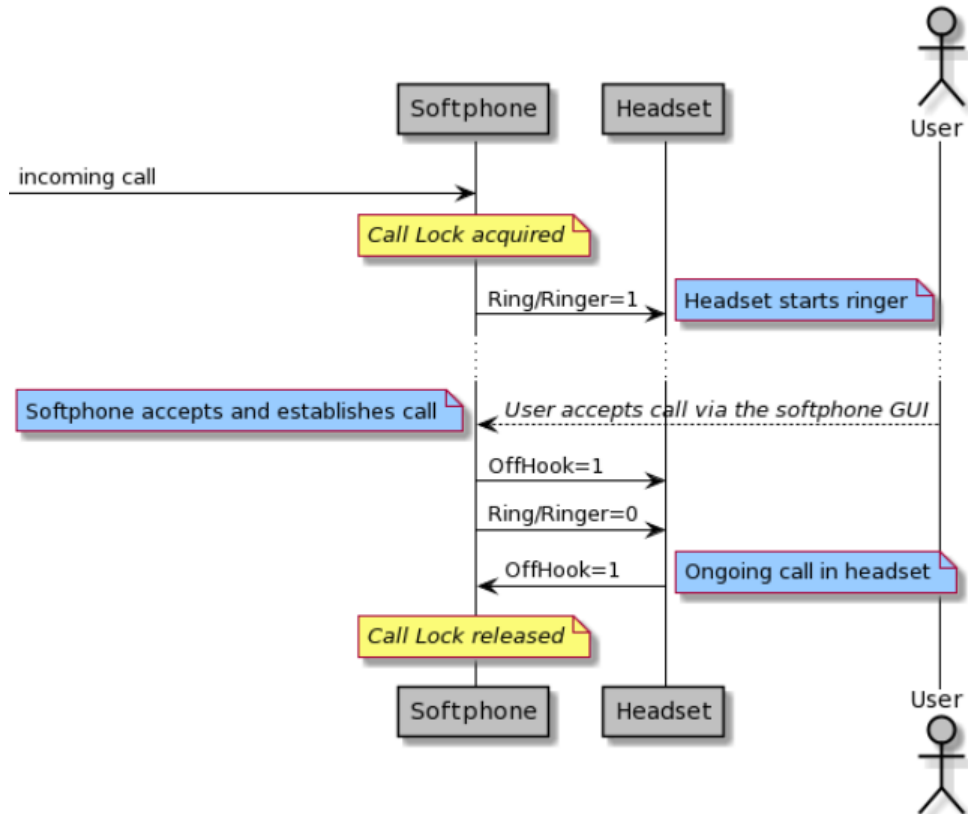 User
Softphone
Headset
incoming call
Call Lock acquired
Ring/Ringer=1
Headset starts ringer
Softphone accepts and establishes call
User accepts call via the softphone GUI
OffHook=1
Ring/Ringer=0
OffHook=1
Ongoing call in headset
Call Lock released
Softphone
Headset
User